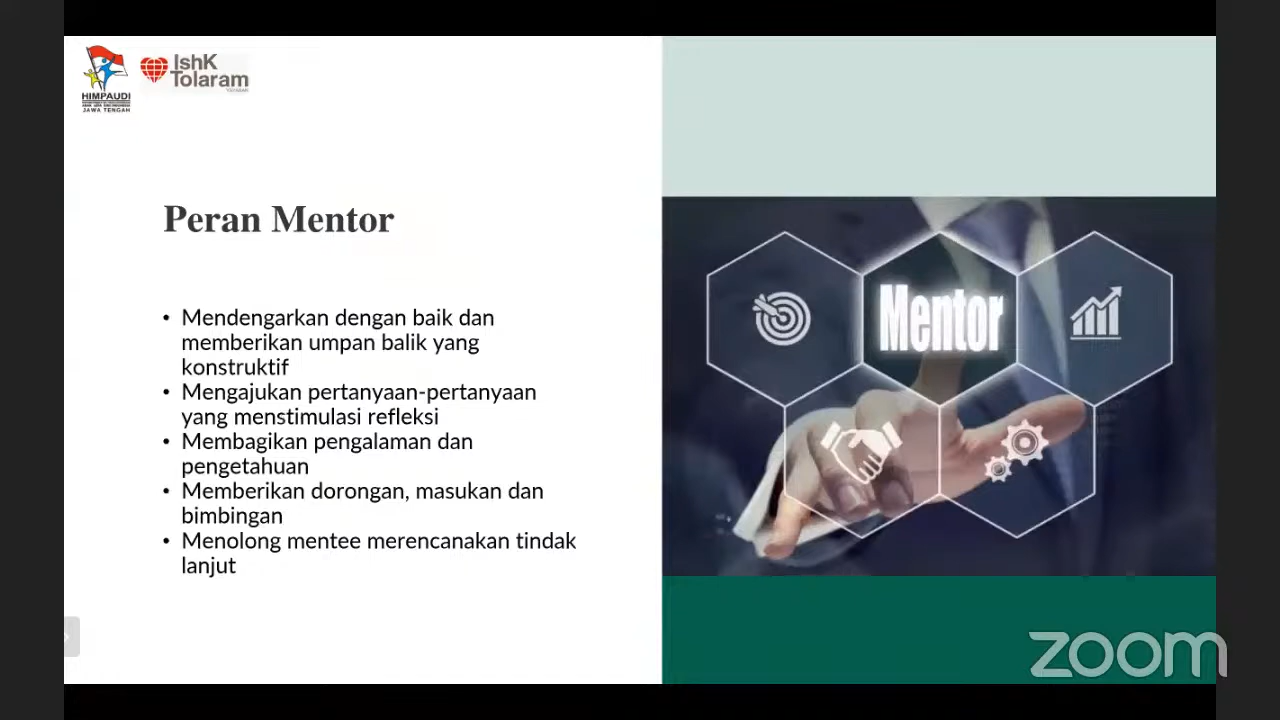 HIMPAUDI
JAWA TENGAH
IshK
Tolaram
Peran Mentor
• Mendengarkan dengan baik dan
memberikan umpan balik yang
konstruktif
• Mengajukan pertanyaan-pertanyaan
yang menstimulasi refleksi
• Membagikan pengalaman dan
pengetahuan
• Memberikan dorongan, masukan dan
bimbingan
• Menolong mentee merencanakan tindak
lanjut
Mentor
zoom